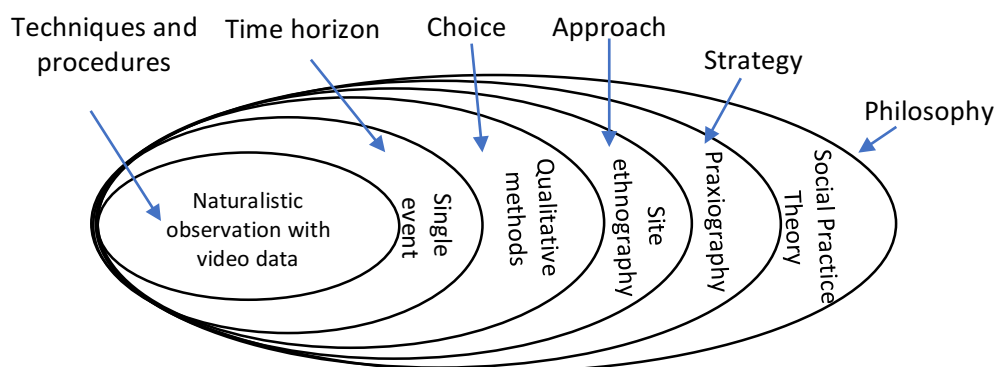 Techniques and
procedures
Time horizon
Choice
Approach
Strategy
Philosophy
Naturalistic
observation with
video data
Single
event
Qualitative
methods
Site
ethnography
Praxiography
Social Practice
Theory